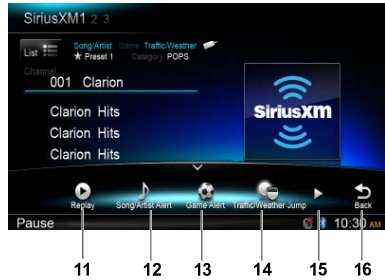 SiriusXM1 2 3
List
Song/Artist Game Traffic/Weather
★ Preset 1 Category POPS
Channel
001 Clarion
Clarion Hits
Clarion Hits
Clarion Hits
SiriusXM
Replay Song/Artist Alert Game Alert Traffic/Weather Jump Back
Pause 10:30 AM
11 12 13 14 15 16